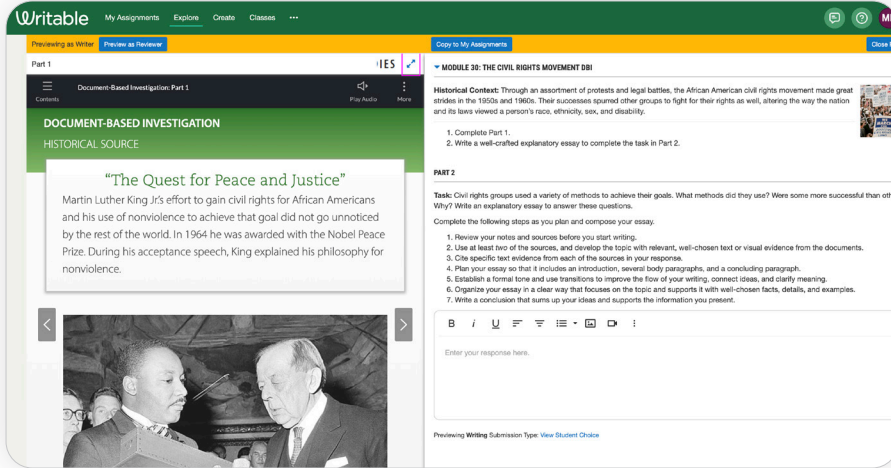 Writable My Assignments Explore Create Classes
Previewing as Writer Preview as Reviewer Copy to My Assignments Close
Part 1
IES
Contents
Document-Based Investigation: Part 1
Play Audio
More
DOCUMENT-BASED INVESTIGATION
HISTORICAL SOURCE
“The Quest for Peace and Justice”
Martin Luther King Jr.’s effort to gain civil rights for African Americans
and his use of nonviolence to achieve that goal did not go unnoticed
by the rest of the world. In 1964 he was awarded with the Nobel Peace
Prize. During his acceptance speech, King explained his philosophy for
nonviolence.
MODULE 30: THE CIVIL RIGHTS MOVEMENT DBI
Historical Context: Through an assortment of protests and legal battles, the African American civil rights movement made great
strides in the 1950s and 1960s. Their successes spurred other groups to fight for their rights as well, altering the way the nation
and its laws viewed a person's race, ethnicity, sex, and disability.
1. Complete Part 1.
2. Write a well-crafted explanatory essay to complete the task in Part 2.
PART 2
Task: Civil rights groups used a variety of methods to achieve their goals. What methods did they use? Were some more successful than oth
Why? Write an explanatory essay to answer these questions.
Complete the following steps as you plan and compose your essay.
1. Review your notes and sources before you start writing.
2. Use at least two of the sources, and develop the topic with relevant, well-chosen text or visual evidence from the documents.
3. Cite specific text evidence from each of the sources in your response.
4. Plan your essay so that it includes an introduction, several body paragraphs, and a concluding paragraph.
5. Establish a formal tone and use transitions to improve the flow of your writing, connect ideas, and clarify meaning.
6. Organize your essay in a clear way that focuses on the topic and supports it with well-chosen facts, details, and examples.
7. Write a conclusion that sums up your ideas and supports the information you present.
B i U
Enter your response here.
Previewing Writing Submission Type: View Student Choice